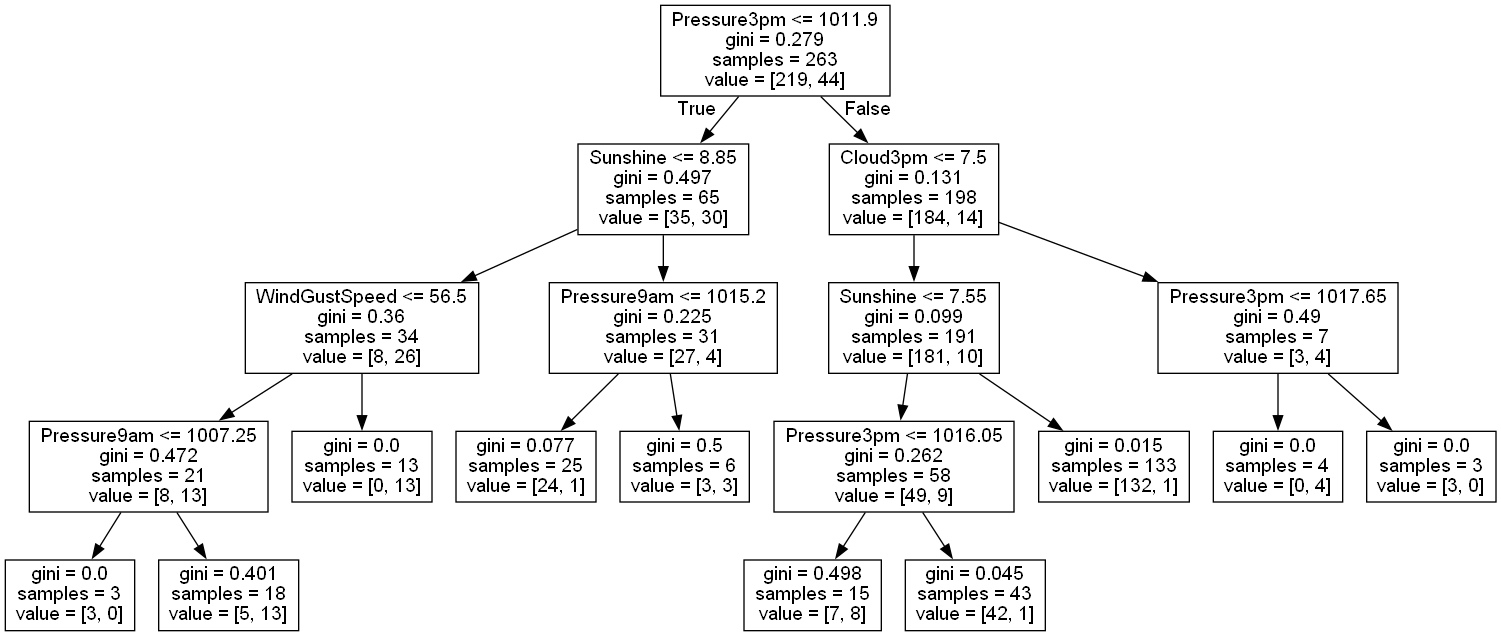 Pressure3pm <= 1011.9
gini = 0.279
samples = 263
value = [219, 44]
True
False
Sunshine <= 8.85
gini = 0.497
samples = 65
value = [35, 30]
Cloud3pm <= 7.5
gini = 0.131
samples = 198
value = [184, 14]
WindGustSpeed <= 56.5
gini = 0.36
samples = 34
value = [8, 26]
Pressure9am <= 1015.2
gini = 0.225
samples = 31
value = [27, 4]
Sunshine <= 7.55
gini = 0.099
samples = 191
value = [181, 10]
Pressure3pm <= 1017.65
gini = 0.49
samples = 7
value = [3, 4]
Pressure9am <= 1007.25
gini = 0.472
samples = 21
value = [8, 13]
gini = 0.0
samples = 13
value = [0, 13]
gini = 0.077
samples = 25
value = [24, 1]
gini = 0.5
samples = 6
value = [3, 3]
Pressure3pm <= 1016.05
gini = 0.262
samples = 58
value = [49, 9]
gini = 0.015
samples = 133
value = [132, 1]
gini = 0.0
samples = 4
value = [0, 4]
gini = 0.0
samples = 3
value = [3, 0]
gini = 0.0
samples = 3
value = [3, 0]
gini = 0.401
samples = 18
value = [5, 13]
gini = 0.498
samples = 15
value = [7, 8]
gini = 0.045
samples = 43
value = [42, 1]